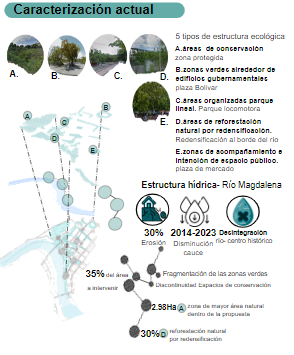 Caracterización actual
5 tipos de estructura ecológica
A.áreas de conservación
zona protegida
B.zonas verdes alrededor de
edificios gubernamentales
plaza Bolívar
C.áreas organizadas parque
lineal. Parque locomotora
D.áreas de reforestación
natural por redensificación.
Redensificación al borde del río
E.zonas de acompañamiento e
intención de espacio público.
plaza de mercado
A.
B.
C.
D.
E.
A
B
C
D
E
Estructura hídrica- Río Magdalena
30%
Erosión
2014-2023
Disminución
cauce
Desintegración
río- centro histórico
35% del área
a intervenir
Fragmentación de las zonas verdes
Discontinuidad Espacios de conservación
2.98Ha A zona de mayor área natural
dentro de la propuesta
30% D reforestación natural
por redensificación